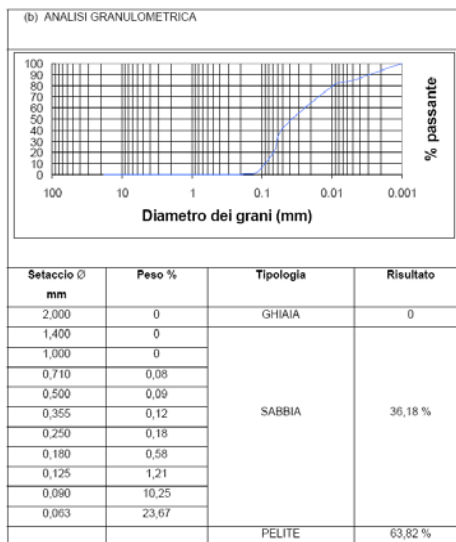 (b) ANALISI GRANULOMETRICA
100
90
80
70
60
50
40
30
20
10
0
100 10 1 0.1 0.01 0.001
Diametro dei grani (mm)
% passante
Setaccio Ø mm Peso % Tipologia Risultato
2,000 0 GHIAIA 0
1,400 0
1,000 0
0,710 0,08
0,500 0,09
0,355 0,12 SABBIA 36,18 %
0,250 0,18
0,180 0,58
0,125 1,21
0,090 10,25
0,063 23,67
PELITE 63,82 %